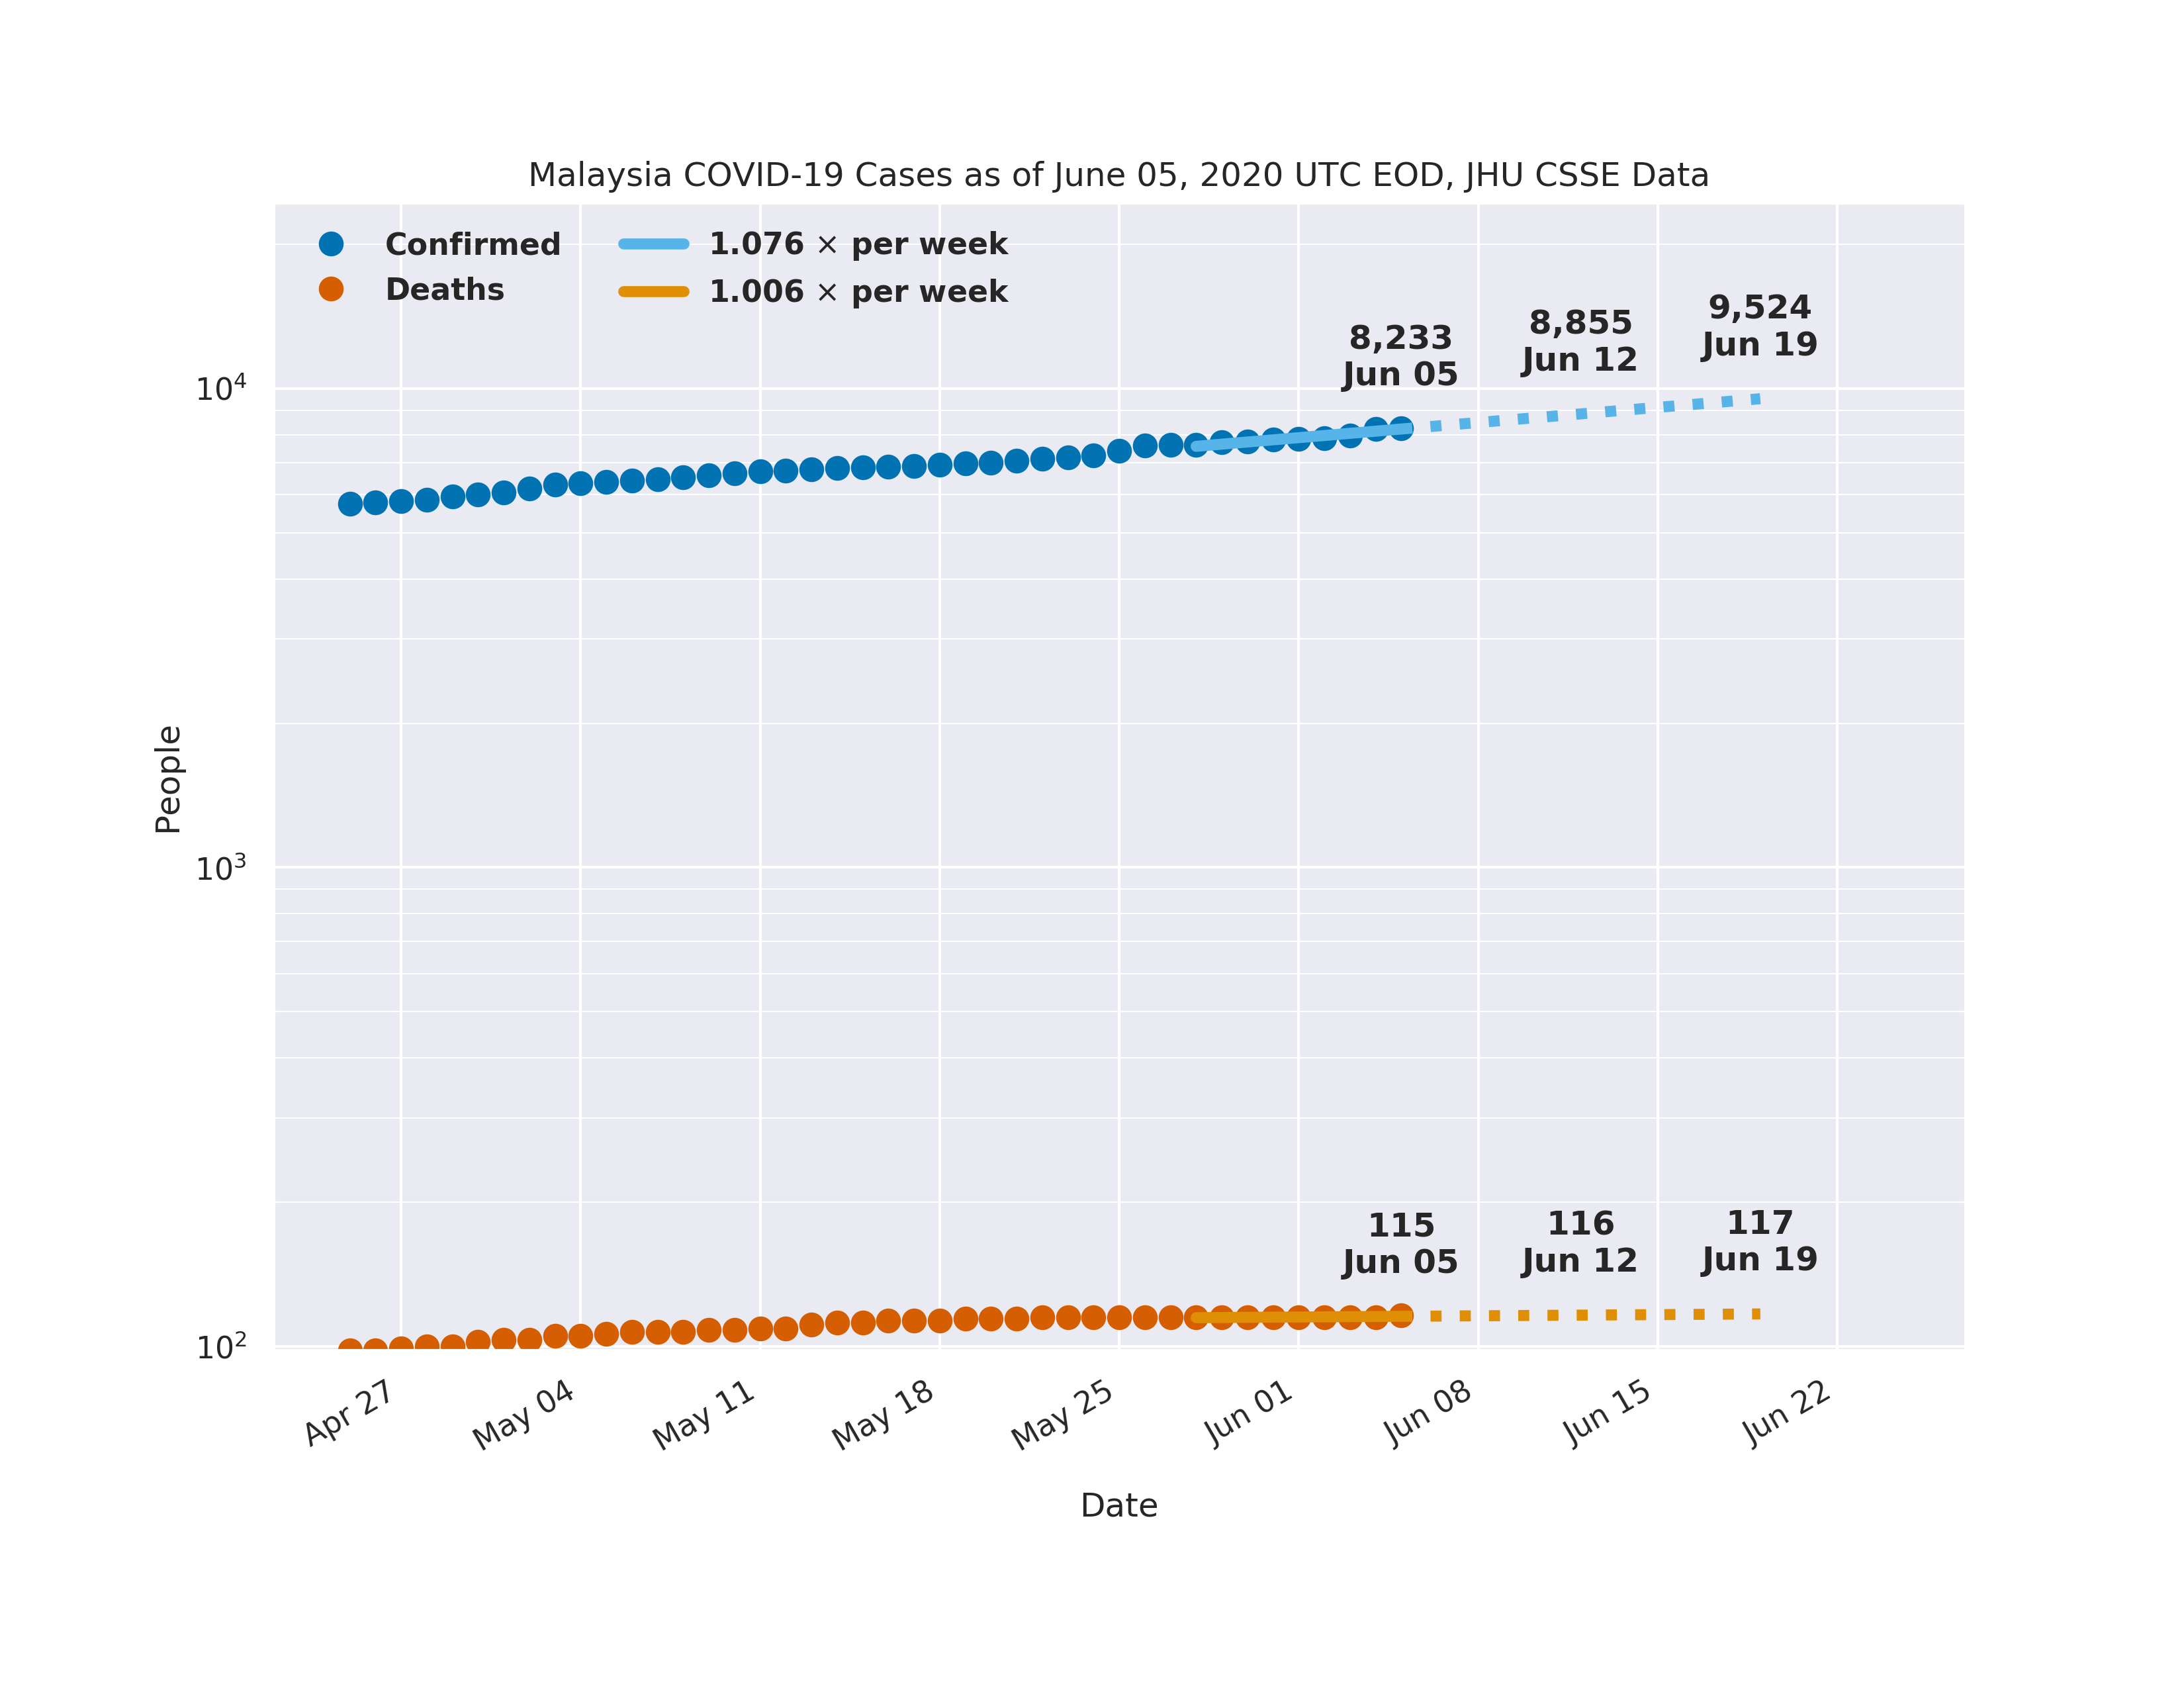 Malaysia COVID-19 Cases as of June 05, 2020 UTC EOD, JHU CSSE Data
Confirmed
Deaths
1.076 × per week
1.006 × per week
8,233
Jun 05
8,855
Jun 12
9,524
Jun 19
10⁴
10³
10²
People
115
Jun 05
116
Jun 12
117
Jun 19
Apr 27
May 04
May 11
May 18
May 25
Jun 01
Jun 08
Jun 15
Jun 22
Date